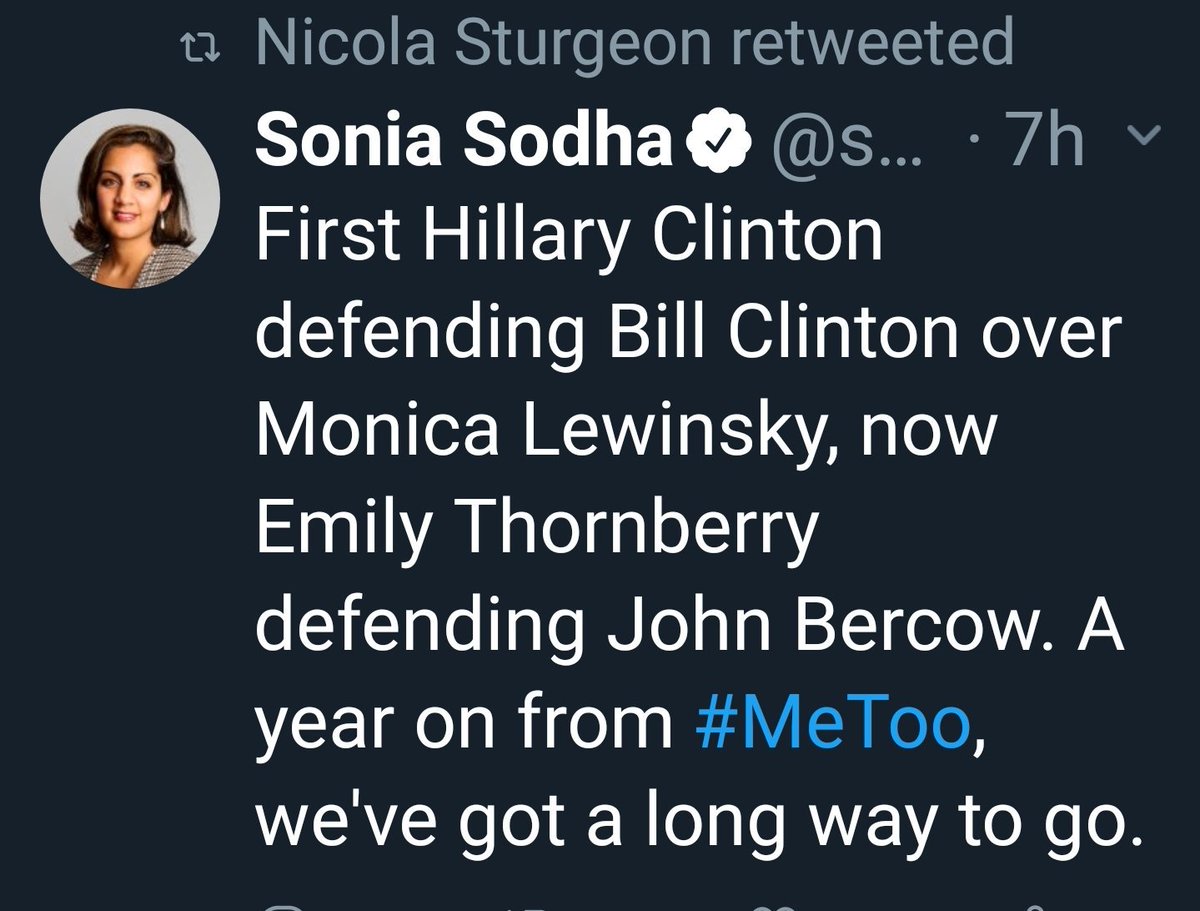 Nicola Sturgeon retweeted
Sonia Sodha @s... · 7h
First Hillary Clinton
defending Bill Clinton over
Monica Lewinsky, now
Emily Thornberry
defending John Bercow. A
year on from #MeToo,
we've got a long way to go.